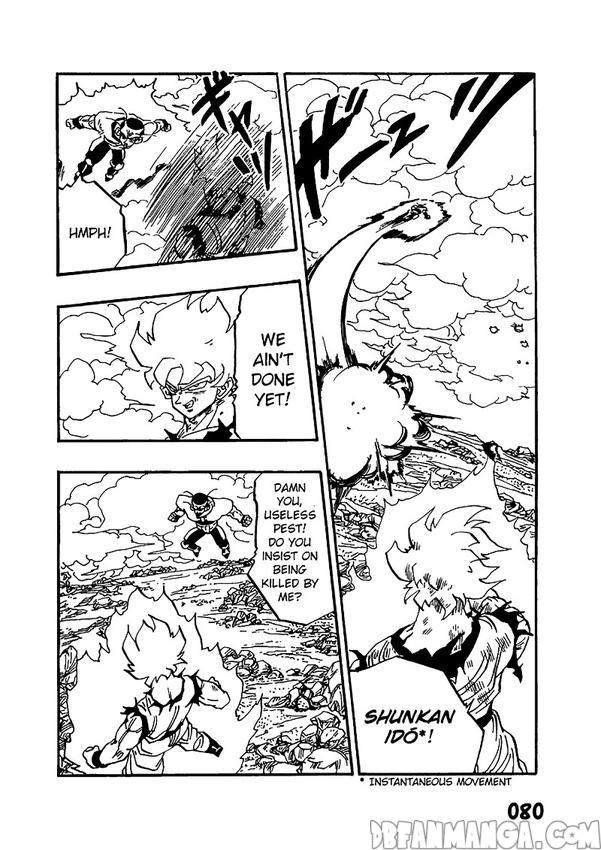 SHUNKAN
IDÓ*!
* INSTANTANEOUS MOVEMENT
HMPH!
WE
AIN'T
DONE
YET!
DAMN
YOU,
USELESS
PEST!
DO YOU
INSIST ON
BEING
KILLED BY
ME?
080
DBFANMANGA.COM